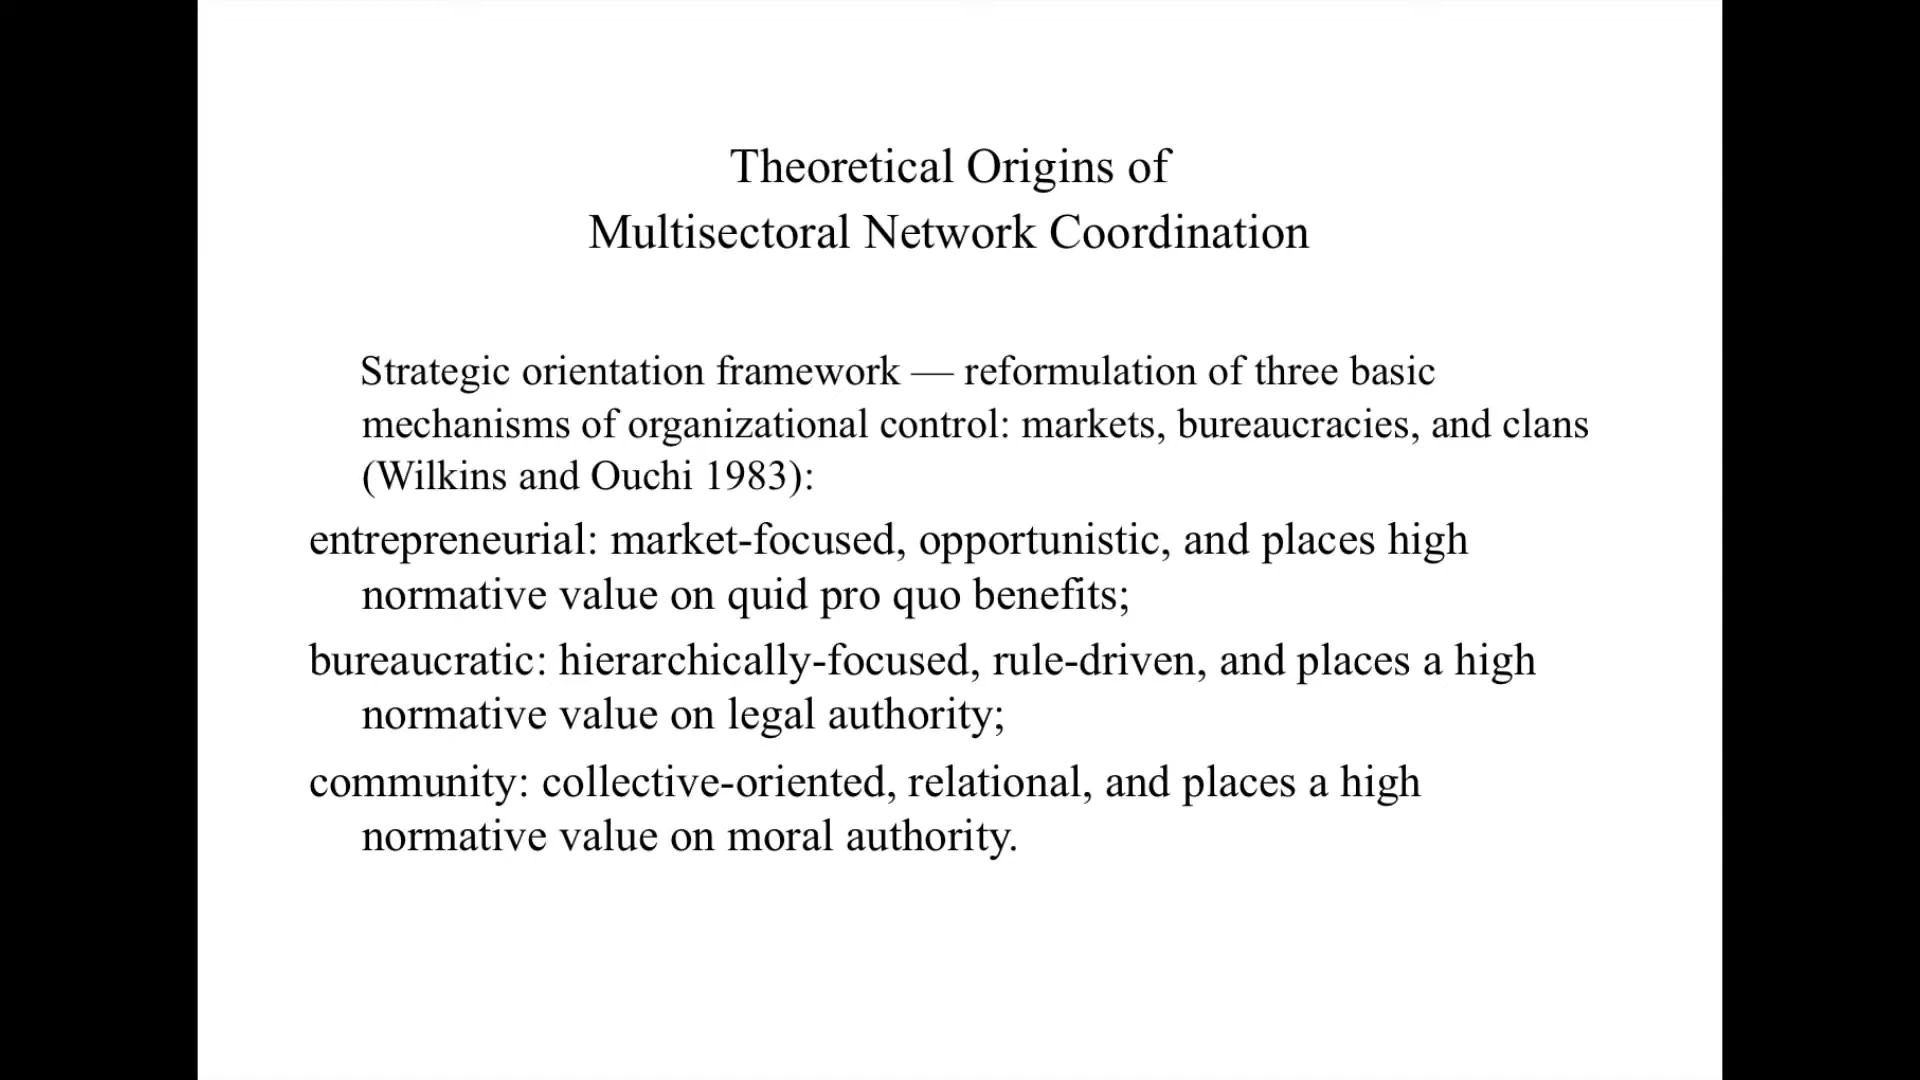 Theoretical Origins of
Multisectoral Network Coordination
Strategic orientation framework — reformulation of three basic
mechanisms of organizational control: markets, bureaucracies, and clans
(Wilkins and Ouchi 1983):
entrepreneurial: market-focused, opportunistic, and places high
normative value on quid pro quo benefits;
bureaucratic: hierarchically-focused, rule-driven, and places a high
normative value on legal authority;
community: collective-oriented, relational, and places a high
normative value on moral authority.